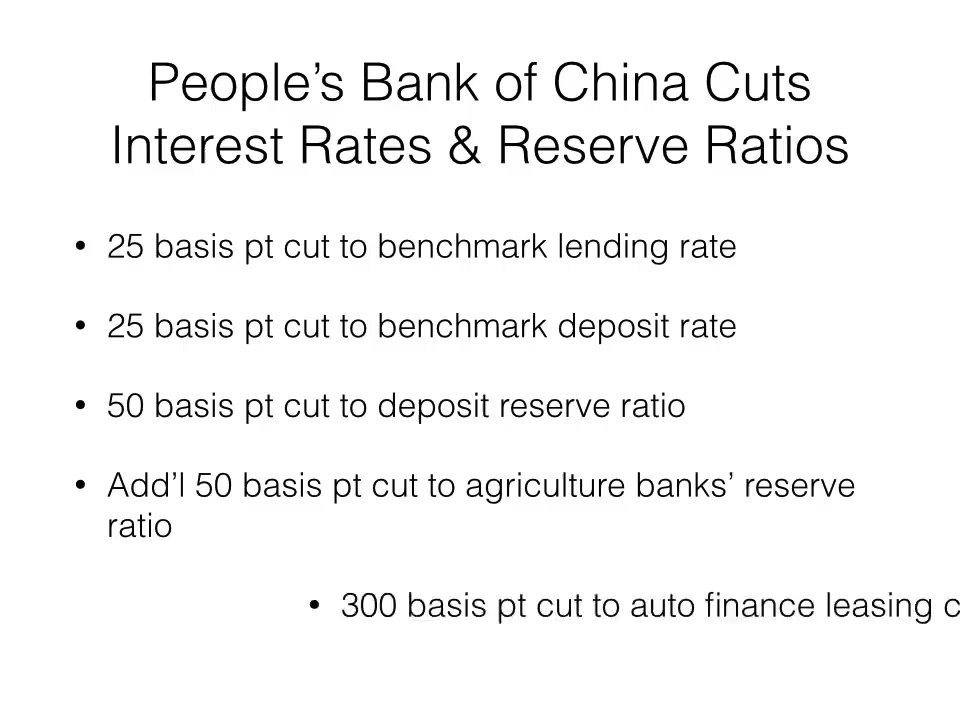 People’s Bank of China Cuts
Interest Rates & Reserve Ratios
• 25 basis pt cut to benchmark lending rate
• 25 basis pt cut to benchmark deposit rate
• 50 basis pt cut to deposit reserve ratio
• Add’l 50 basis pt cut to agriculture banks’ reserve
ratio
• 300 basis pt cut to auto finance leasing